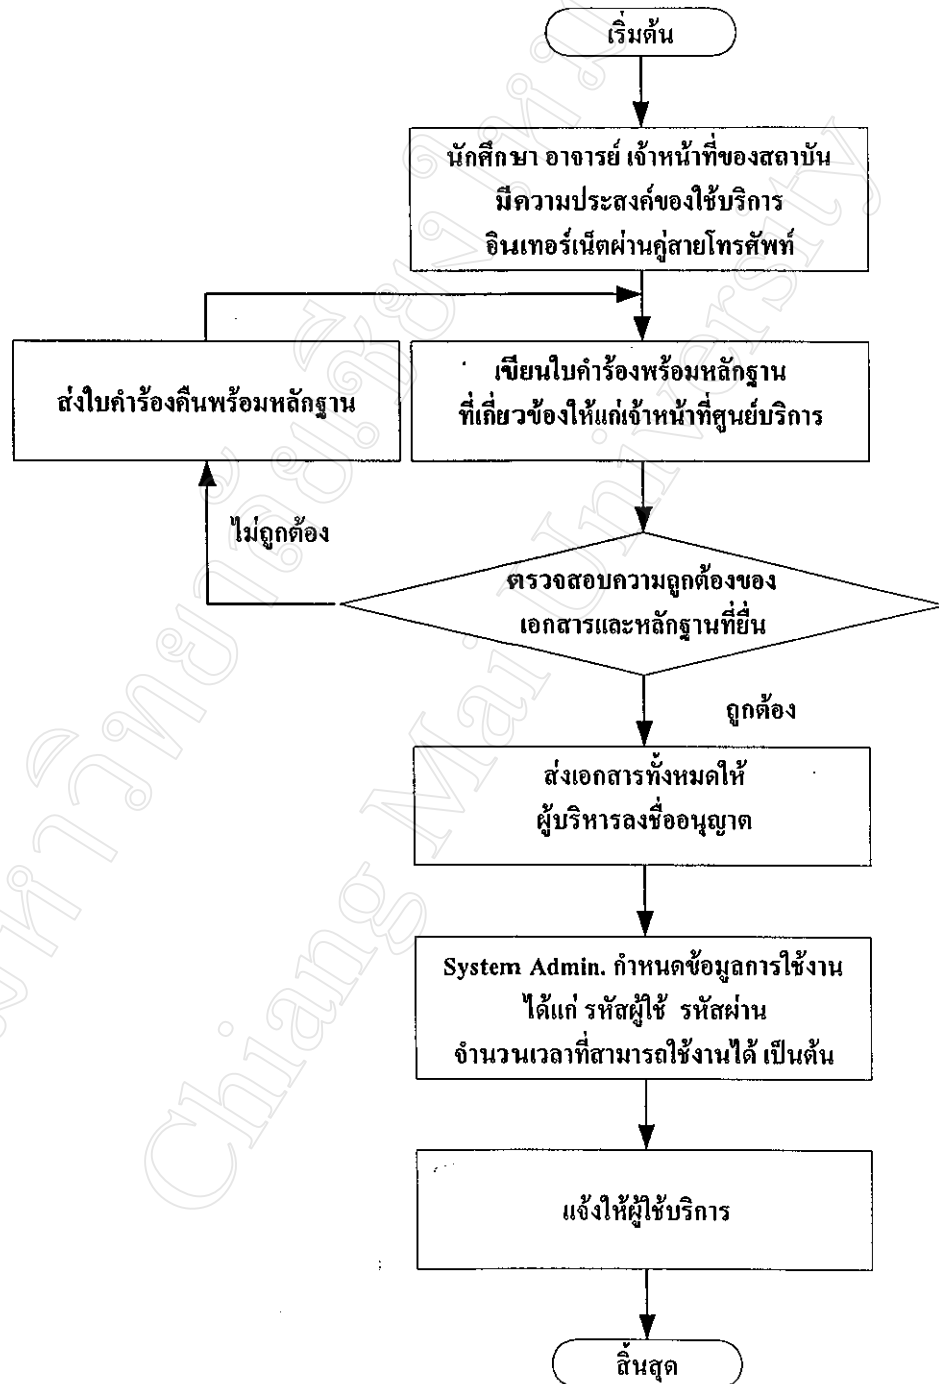 เริ่มต้น
นักศึกษา อาจารย์ เจ้าหน้าที่ของสถาบัน
มีความประสงค์ของใช้บริการ
อินเทอร์เน็ตผ่านคู่สายโทรศัพท์
ส่งใบคำร้องคืนพร้อมหลักฐาน
เขียนใบคำร้องพร้อมหลักฐาน
ที่เกี่ยวข้องให้แก่เจ้าหน้าที่ศูนย์บริการ
ไม่ถูกต้อง
ตรวจสอบความถูกต้องของ
เอกสารและหลักฐานที่ยื่น
ถูกต้อง
ส่งเอกสารทั้งหมดให้
ผู้บริหารลงชื่ออนุญาต
System Admin. กำหนดข้อมูลการใช้งาน
ได้แก่ รหัสผู้ใช้ รหัสผ่าน
จำนวนเวลาที่สามารถใช้งานได้ เป็นต้น
แจ้งให้ผู้ใช้บริการ
สิ้นสุด
Chiang Mai University